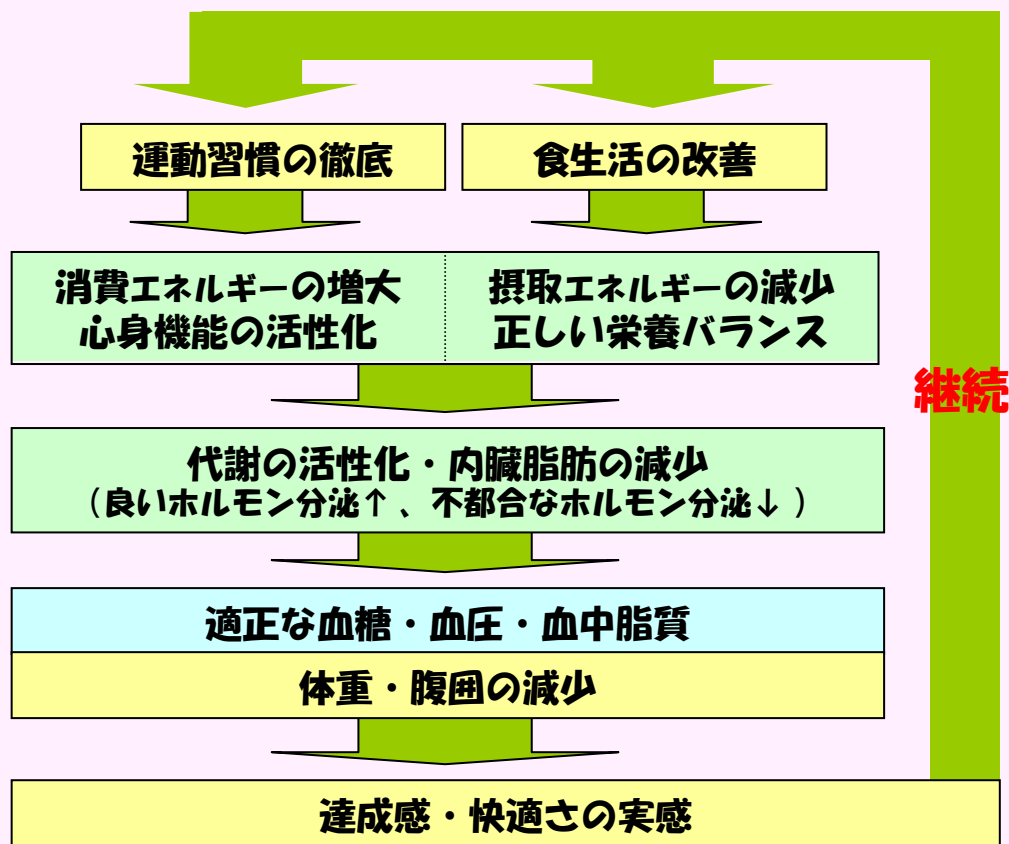 運動習慣の徹底
食生活の改善
消費エネルギーの増大
心身機能の活性化
摂取エネルギーの減少
正しい栄養バランス
継続
代謝の活性化・内臓脂肪の減少
（良いホルモン分泌↑、不都合なホルモン分泌↓）
適正な血糖・血圧・血中脂質
体重・腹囲の減少
達成感・快適さの実感